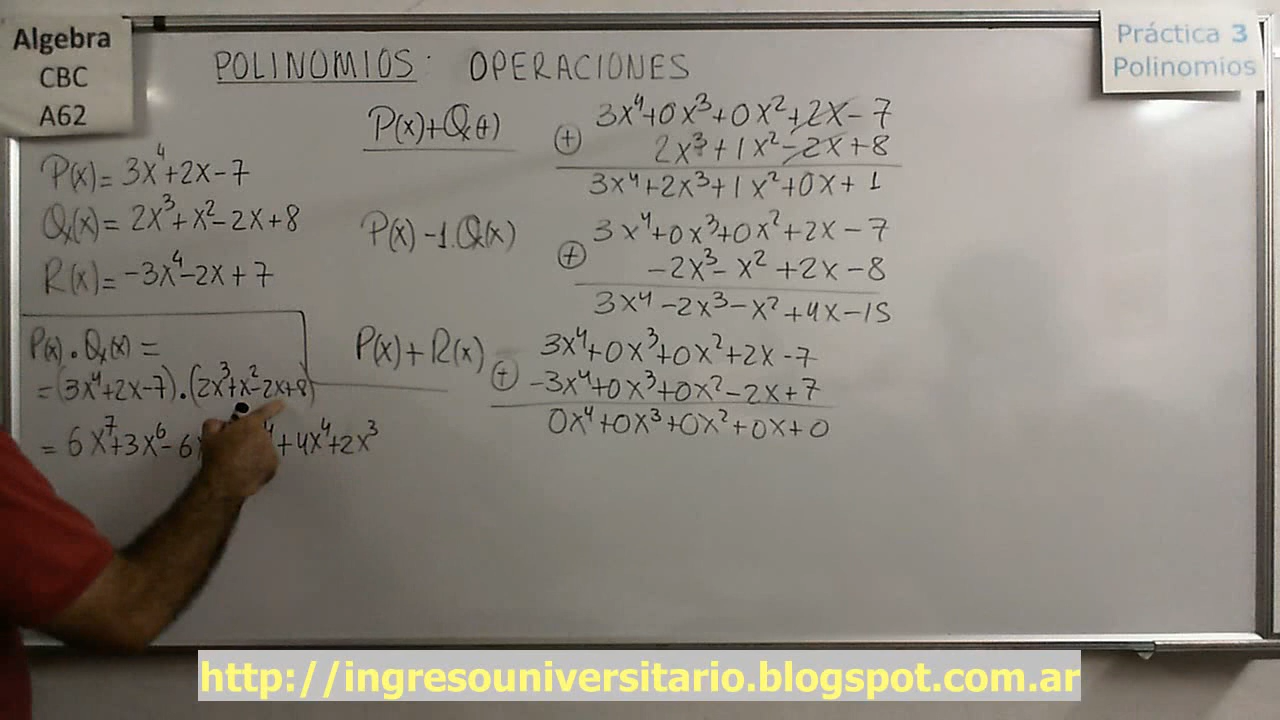 Algebra
CBC
A62
POLINOMIOS: OPERACIONES
Práctica 3
Polinomios
P(x)= 3x⁴+2x-7
Q(x)= 2x³+x²-2x+8
R(x)= -3x⁴-2x+7
P(x).Q(x)=
=(3x⁴+2x-7).(2x³+x²-2x+8)
= 6x⁷+3x⁶-6x +4x⁴+2x³
P(x)+Q(x)
3x⁴+0x³+0x²+2x-7
+ 2x³+1x²-2x+8
3x⁴+2x³+1x²+0x+1
P(x)-1.Q(x)
3x⁴+0x³+0x²+2x-7
+ -2x³-x²+2x-8
3x⁴-2x³-x²+4x-15
P(x)+R(x)
3x⁴+0x³+0x²+2x-7
+ -3x⁴+0x³+0x²-2x+7
0x⁴+0x³+0x²+0x+0
http://ingresouniversitario.blogspot.com.ar